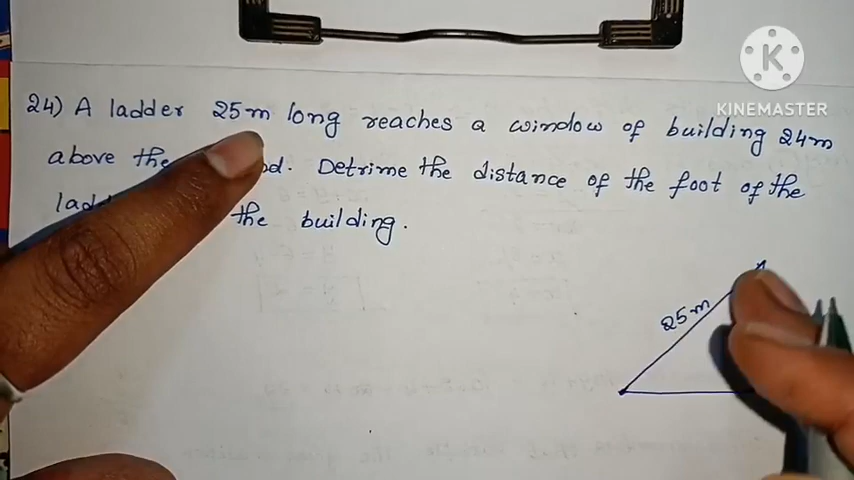 24) A ladder 25m long reaches a window of building 24m
above the . Detrime the distance of the foot of the
the building.
25m
KINEMASTER